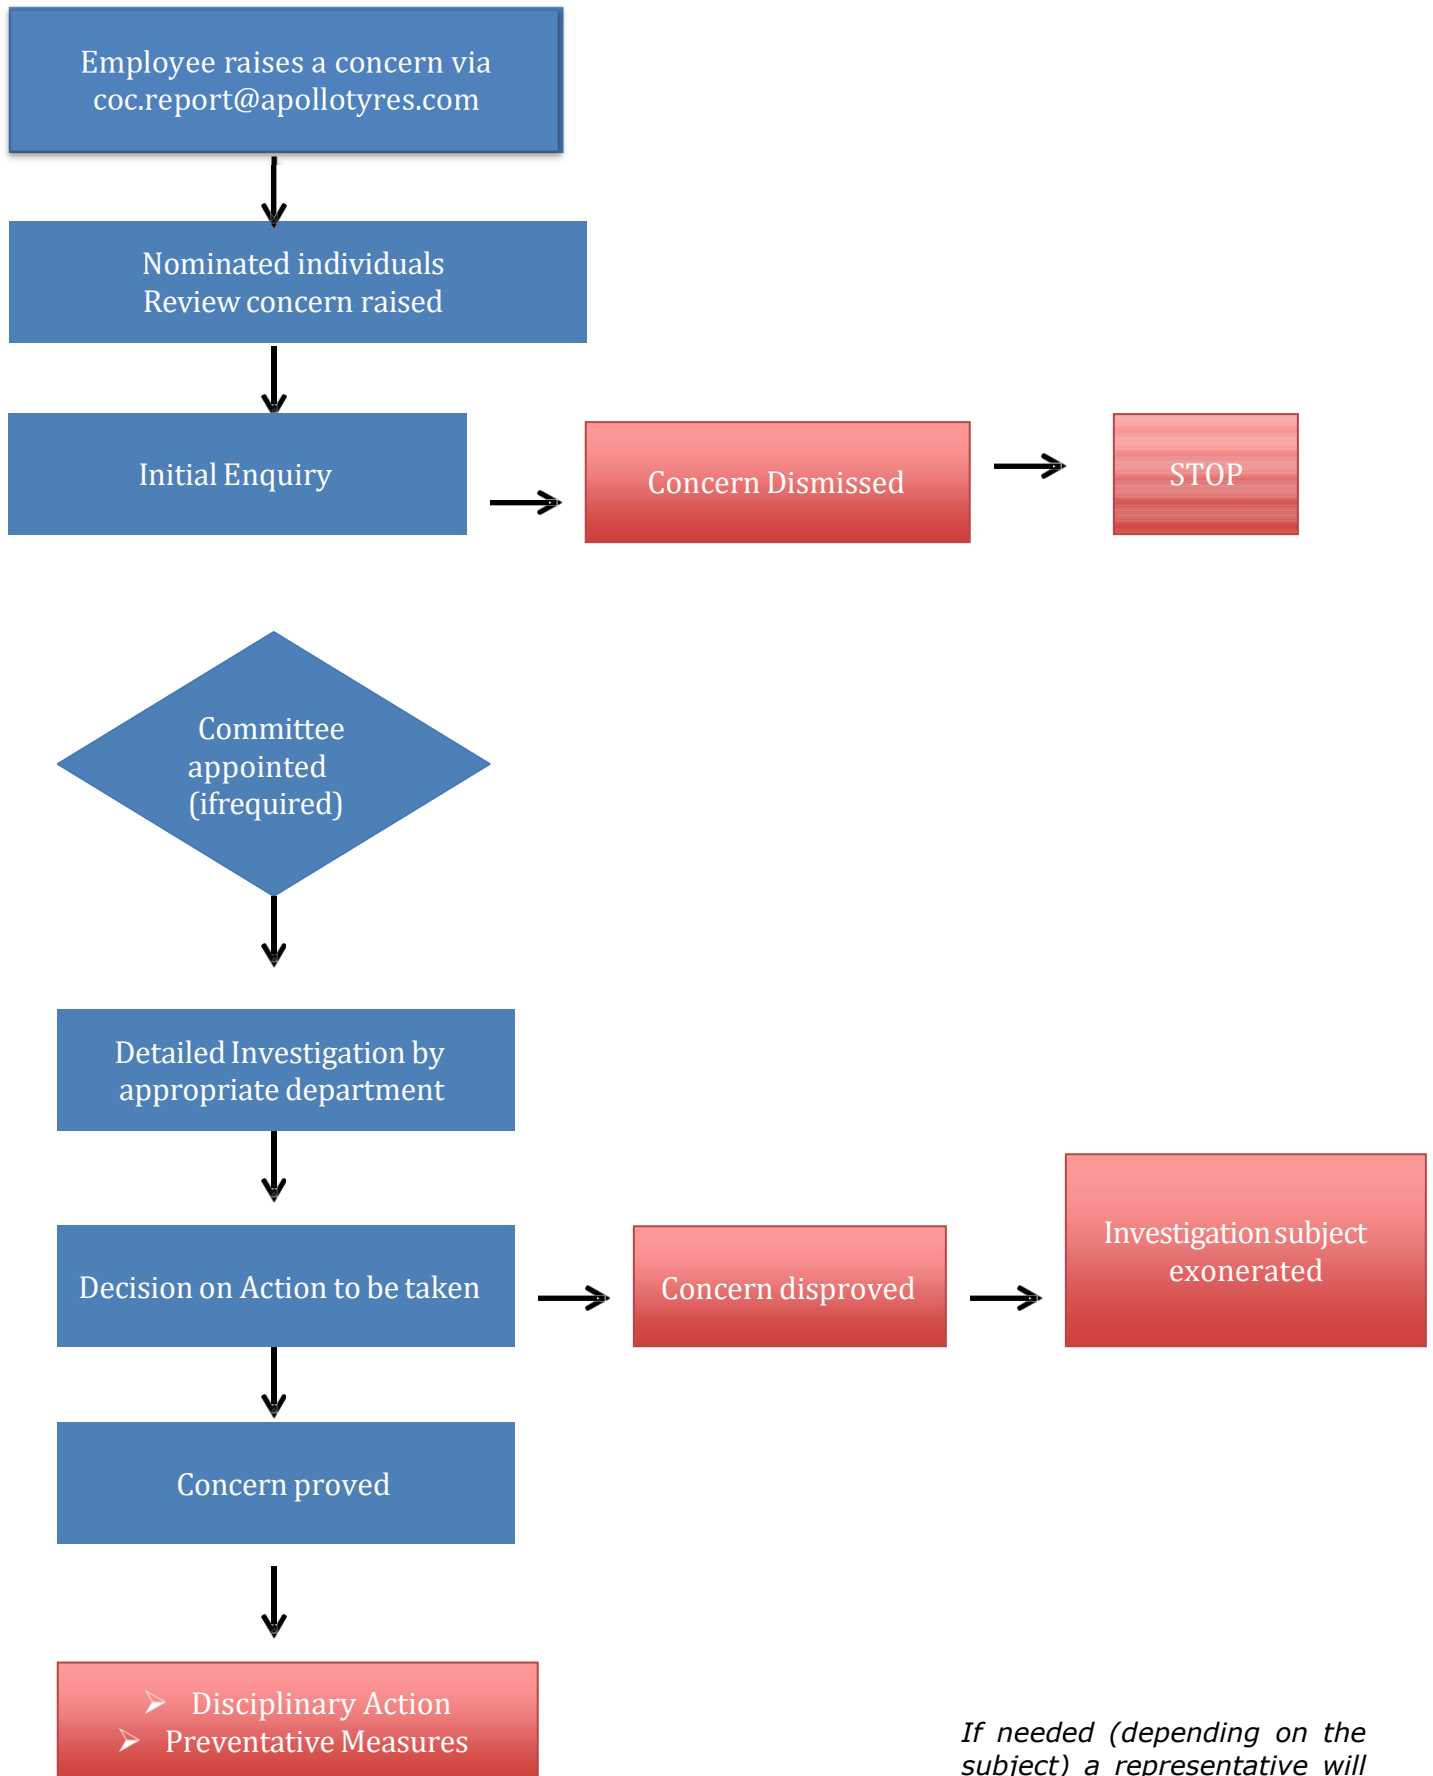 Employee raises a concern via
coc.report@apollotyres.com
Nominated individuals
Review concern raised
Initial Enquiry
Concern Dismissed
STOP
Committee
appointed
(ifrequired)
Detailed Investigation by
appropriate department
Decision on Action to be taken
Concern disproved
Investigation subject
exonerated
Concern proved
➢ Disciplinary Action
➢ Preventative Measures
If needed (depending on the
subject) a representative will